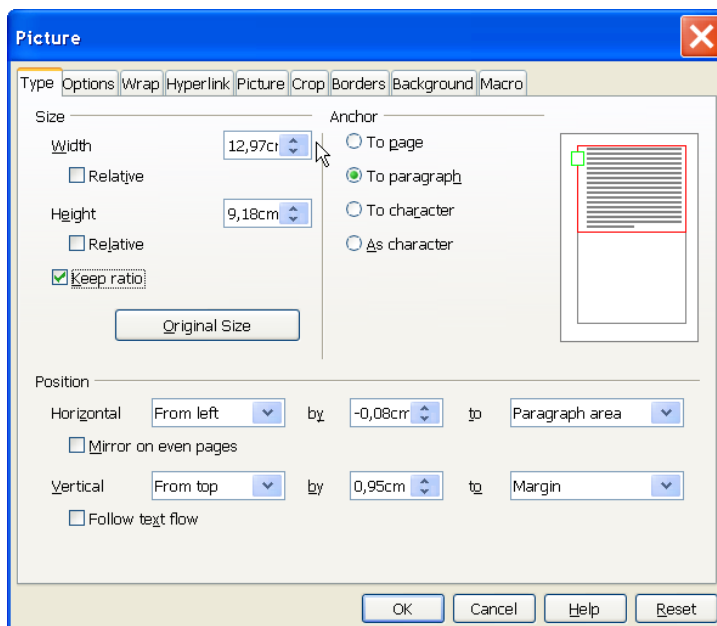 Picture
Type Options Wrap Hyperlink Picture Crop Borders Background Macro
Size
Width 12,97cm
Relative
Height 9,18cm
Relative
Keep ratio
Original Size
Anchor
To page
To paragraph
To character
As character
Position
Horizontal From left by -0,08cm to Paragraph area
Mirror on even pages
Vertical From top by 0,95cm to Margin
Follow text flow
OK Cancel Help Reset